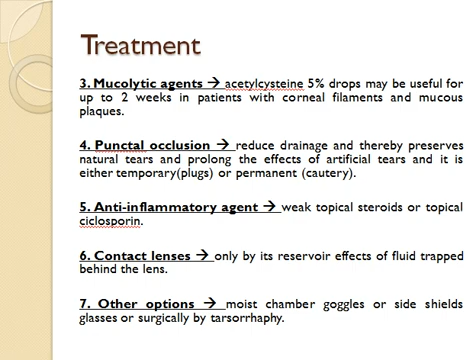 Treatment
3. Mucolytic agents → acetylcysteine 5% drops may be useful for
up to 2 weeks in patients with corneal filaments and mucous
plaques.
4. Punctal occlusion → reduce drainage and thereby preserves
natural tears and prolong the effects of artificial tears and it is
either temporary(plugs) or permanent (cautery).
5. Anti-inflammatory agent → weak topical steroids or topical
ciclosporin.
6. Contact lenses → only by its reservoir effects of fluid trapped
behind the lens.
7. Other options → moist chamber goggles or side shields
glasses or surgically by tarsorrhaphy.